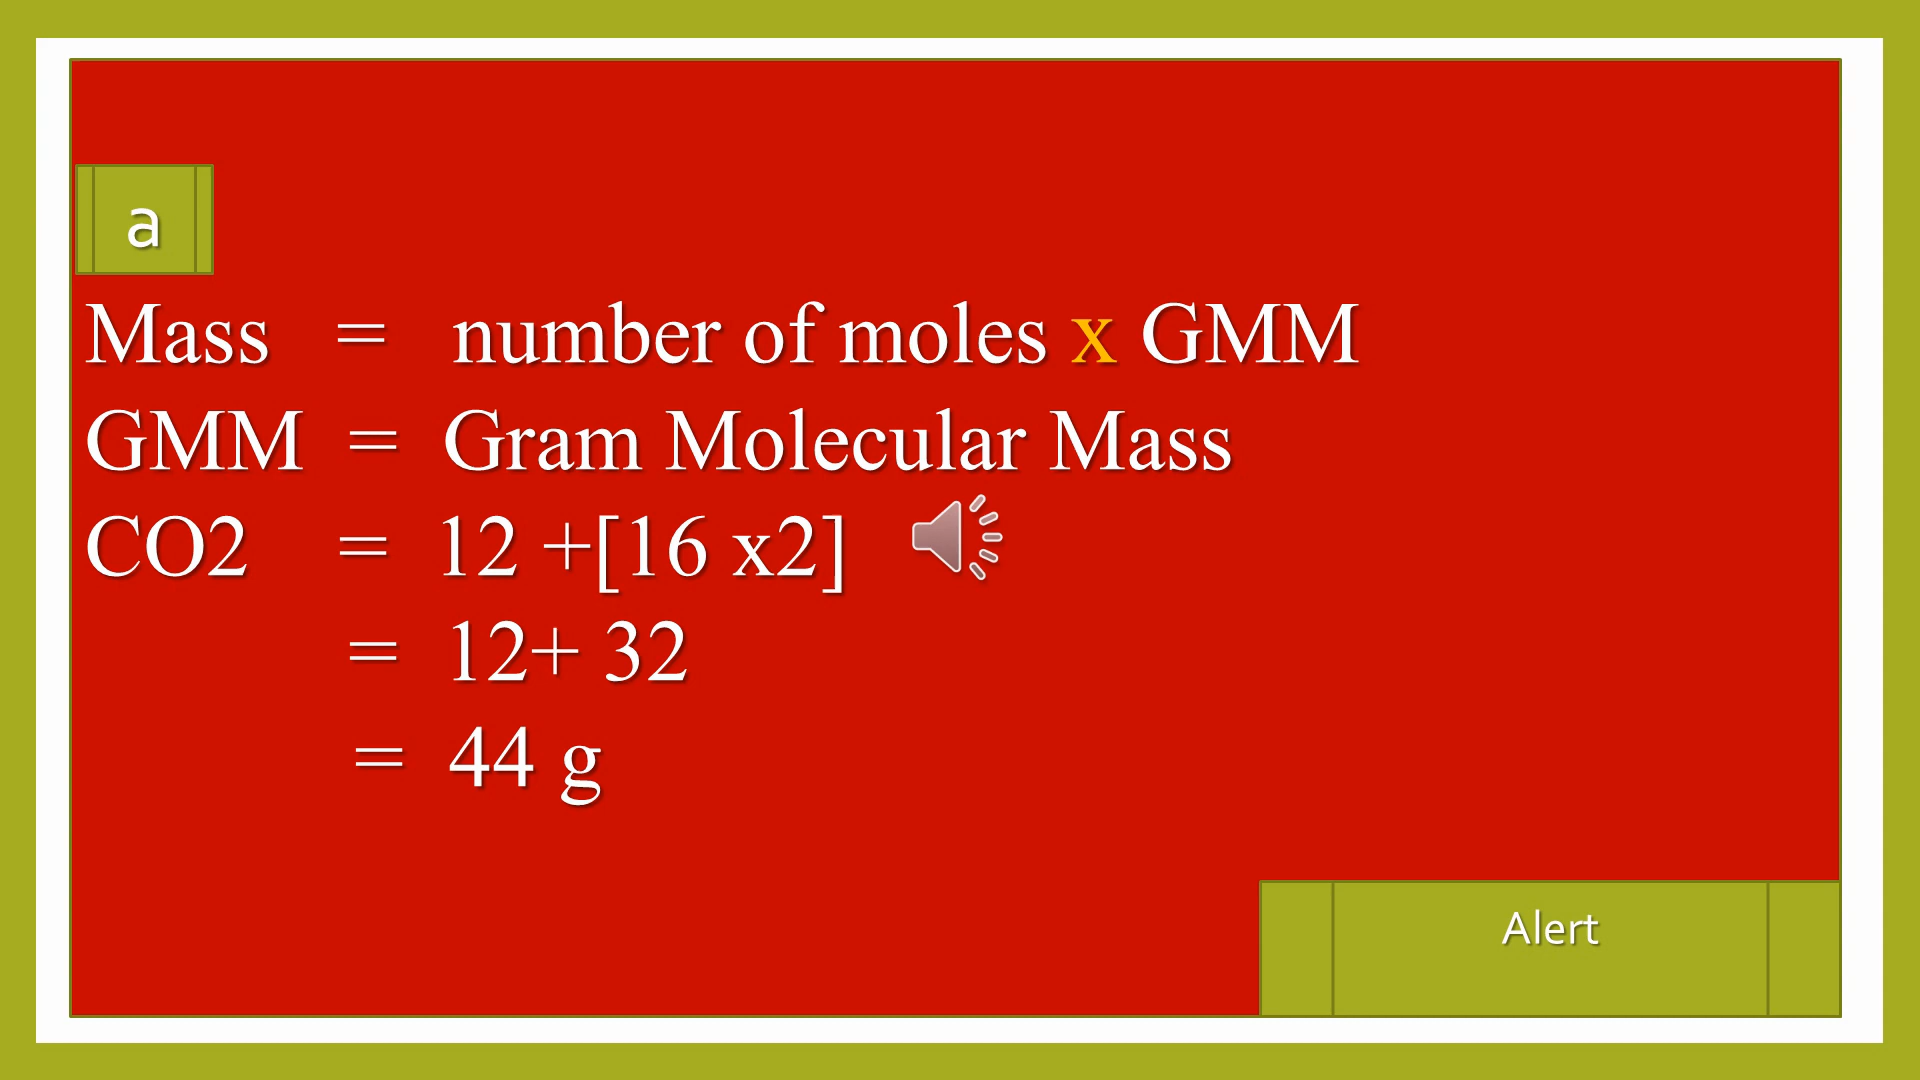 a
Mass = number of moles x GMM
GMM = Gram Molecular Mass
CO2 = 12 +[16 x2]
= 12+ 32
= 44 g
Alert